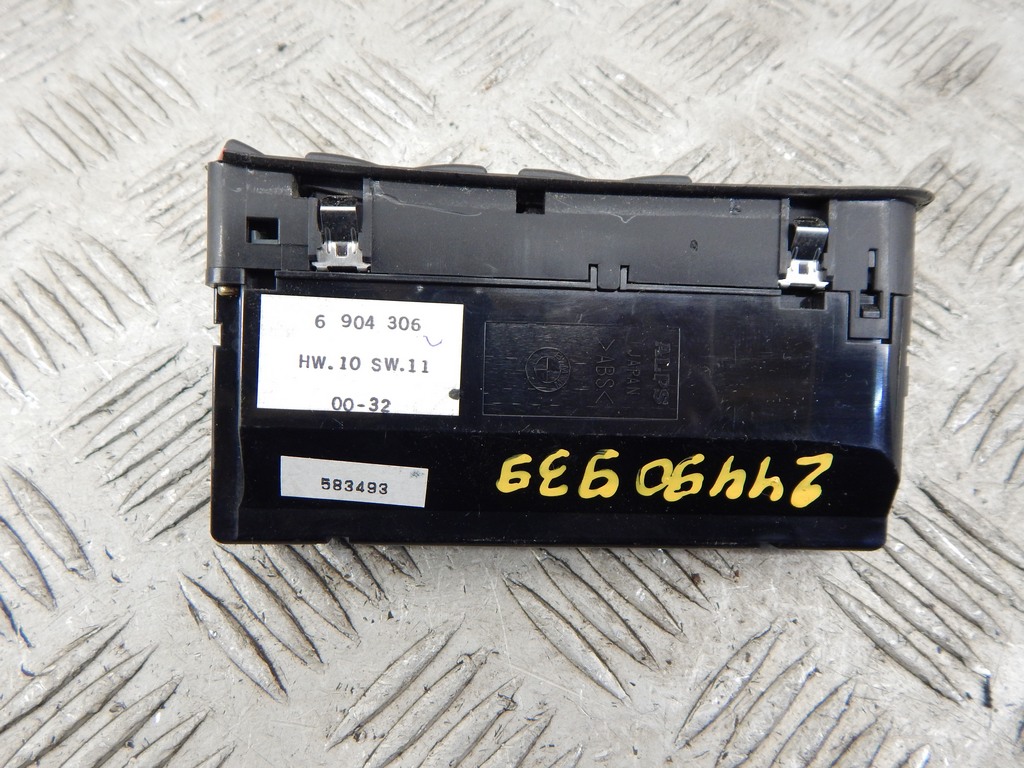 6 904 306
HW.10 SW.11
00-32
583493
ALPS
JAPAN
>ABS<
24490939